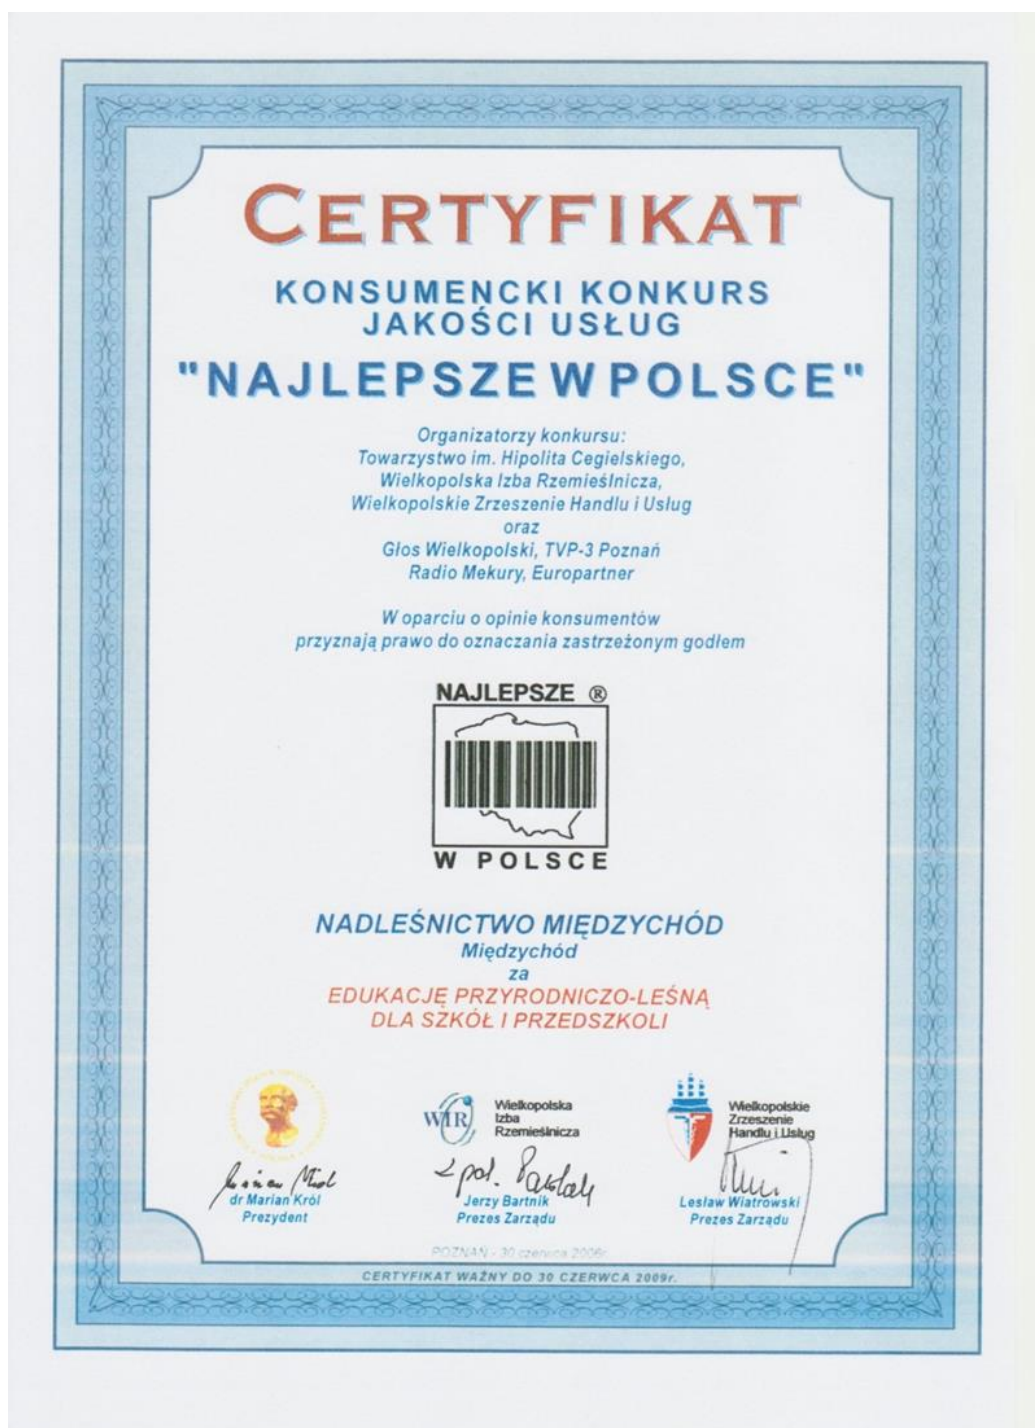 CERTYFIKAT
KONSUMENCKI KONKURS
JAKOŚCI USŁUG
"NAJLEPSZE W POLSCE"
Organizatorzy konkursu:
Towarzystwo im. Hipolita Cegielskiego,
Wielkopolska Izba Rzemieślnicza,
Wielkopolskie Zrzeszenie Handlu i Usług
oraz
Głos Wielkopolski, TVP-3 Poznań
Radio Mekury, Europartner
W oparciu o opinie konsumentów
przyznają prawo do oznaczania zastrzeżonym godłem
NAJLEPSZE ®
W POLSCE
NADLEŚNICTWO MIĘDZYCHÓD
Międzychód
za
EDUKACJĘ PRZYRODNICZO-LEŚNĄ
DLA SZKÓŁ I PRZEDSZKOLI
WIR
Wielkopolska
Izba
Rzemieślnicza
Wielkopolskie
Zrzeszenie
Handlu i Usług
dr Marian Król
Prezydent
Jerzy Bartnik
Prezes Zarządu
Lesław Wiatrowski
Prezes Zarządu
POZNAŃ - 30 czerwca 2006r.
CERTYFIKAT WAŻNY DO 30 CZERWCA 2009r.